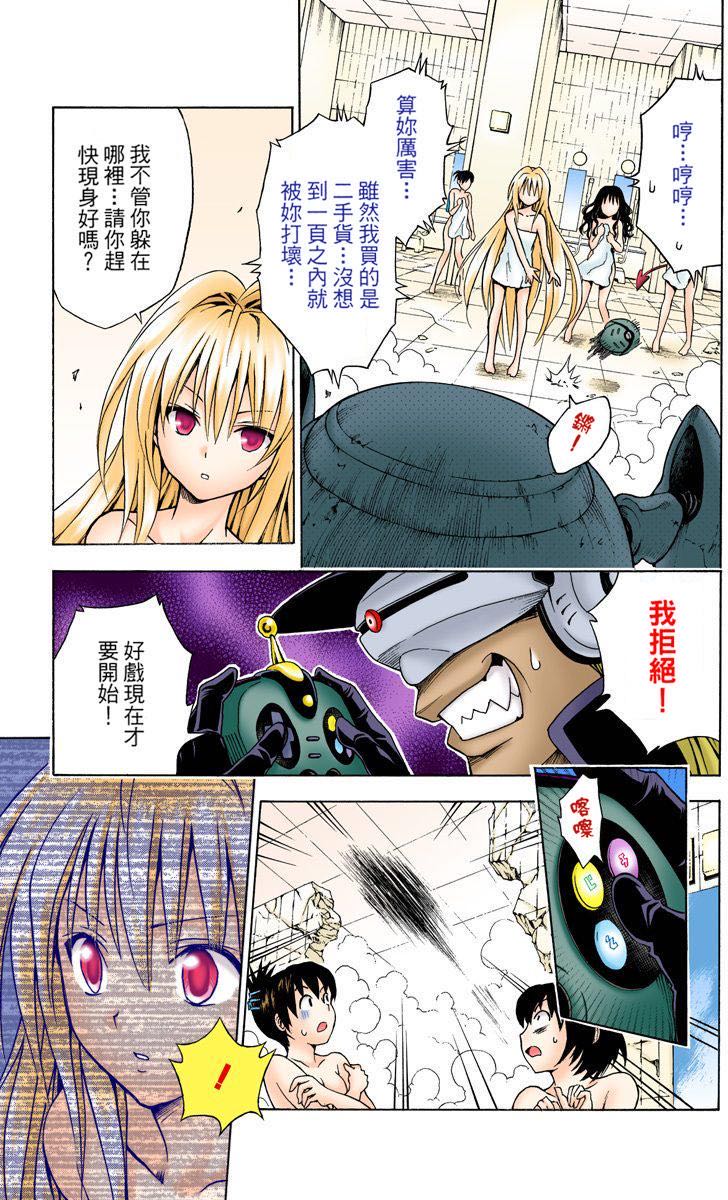 哼…哼哼…
算妳厲害…
雖然我買的是
二手貨…沒想
到一頁之內就
被妳打壞…
鏘！
我不管你躲在
哪裡…請你趕
快現身好嗎？
我拒絕！
好戲現在才
要開始！
喀嚓
！